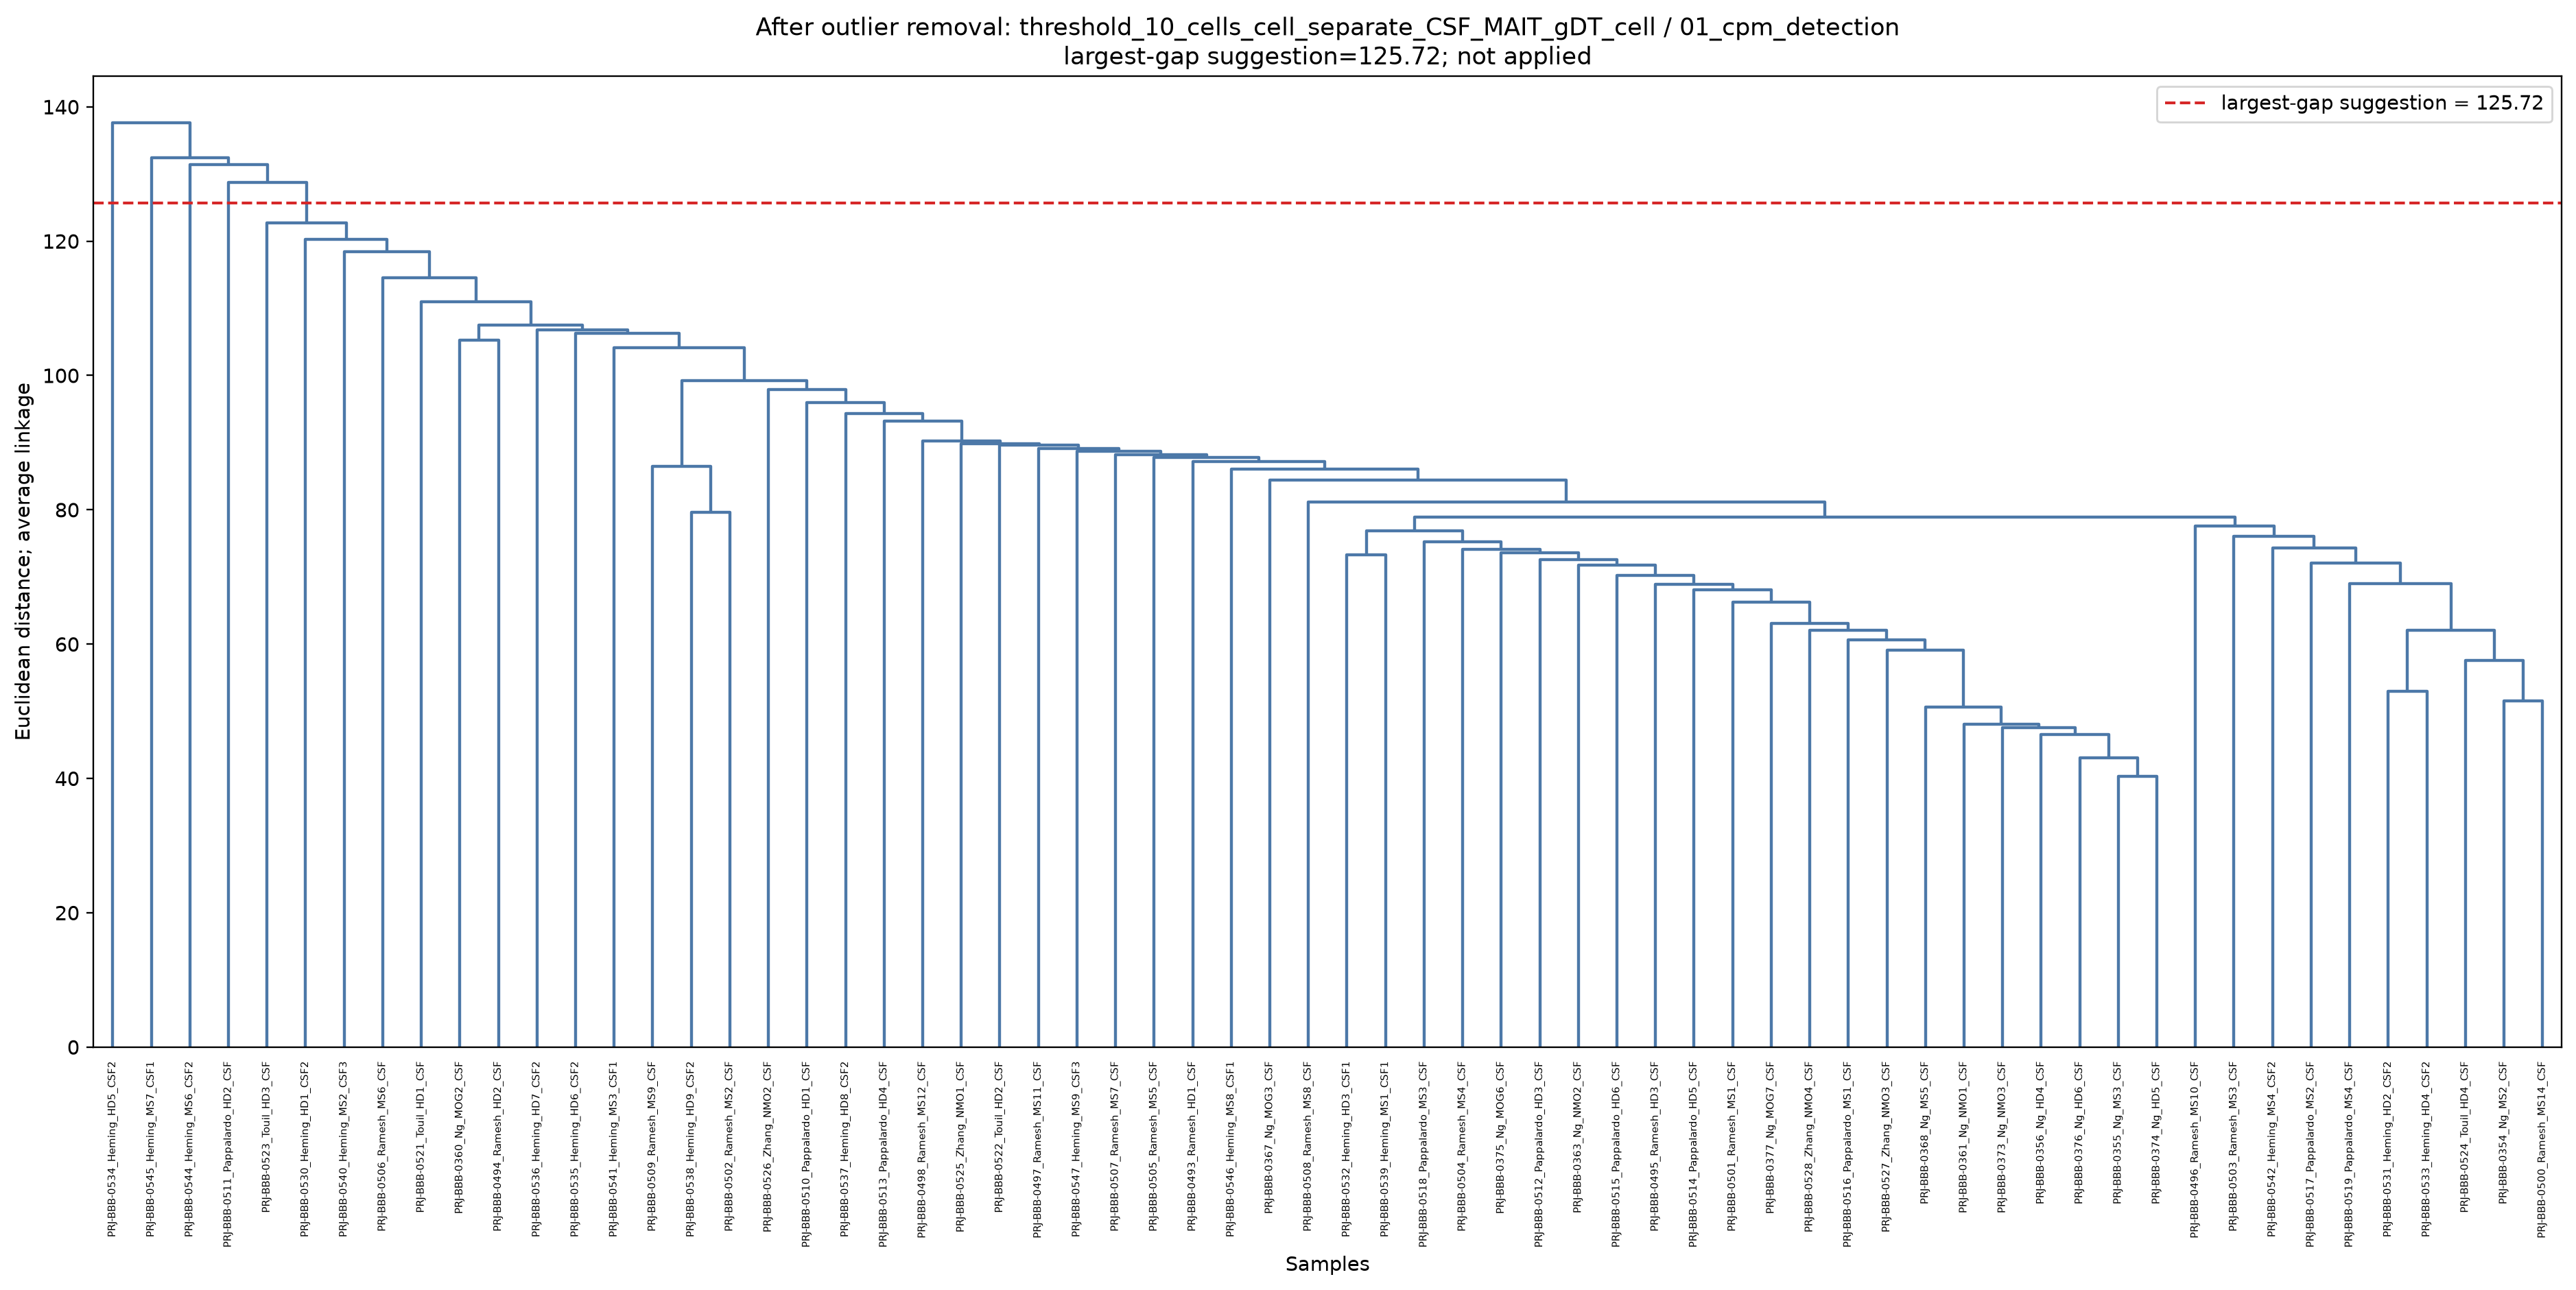 After outlier removal: threshold_10_cells_cell_separate_CSF_MAIT_gDT_cell / 01_cpm_detection
largest-gap suggestion=125.72; not applied
largest-gap suggestion = 125.72
Euclidean distance; average linkage
140
120
100
80
60
40
20
0
PRJ-BBB-0534_Heming_HD5_CSF2
PRJ-BBB-0545_Heming_MS7_CSF1
PRJ-BBB-0544_Heming_MS6_CSF2
PRJ-BBB-0511_Pappalardo_HD2_CSF
PRJ-BBB-0523_Touil_HD3_CSF
PRJ-BBB-0530_Heming_HD1_CSF2
PRJ-BBB-0540_Heming_MS2_CSF3
PRJ-BBB-0506_Ramesh_MS6_CSF
PRJ-BBB-0521_Touil_HD1_CSF
PRJ-BBB-0360_Ng_MOG2_CSF
PRJ-BBB-0494_Ramesh_HD2_CSF
PRJ-BBB-0536_Heming_HD7_CSF2
PRJ-BBB-0535_Heming_HD6_CSF2
PRJ-BBB-0541_Heming_MS3_CSF1
PRJ-BBB-0509_Ramesh_MS9_CSF
PRJ-BBB-0538_Heming_HD9_CSF2
PRJ-BBB-0502_Ramesh_MS2_CSF
PRJ-BBB-0526_Zhang_NMO2_CSF
PRJ-BBB-0510_Pappalardo_HD1_CSF
PRJ-BBB-0537_Heming_HD8_CSF2
PRJ-BBB-0513_Pappalardo_HD4_CSF
PRJ-BBB-0498_Ramesh_MS12_CSF
PRJ-BBB-0525_Zhang_NMO1_CSF
PRJ-BBB-0522_Touil_HD2_CSF
PRJ-BBB-0497_Ramesh_MS11_CSF
PRJ-BBB-0547_Heming_MS9_CSF3
PRJ-BBB-0507_Ramesh_MS7_CSF
PRJ-BBB-0505_Ramesh_MS5_CSF
PRJ-BBB-0493_Ramesh_HD1_CSF
PRJ-BBB-0546_Heming_MS8_CSF1
PRJ-BBB-0367_Ng_MOG3_CSF
PRJ-BBB-0508_Ramesh_MS8_CSF
PRJ-BBB-0532_Heming_HD3_CSF1
PRJ-BBB-0539_Heming_MS1_CSF1
PRJ-BBB-0518_Pappalardo_MS3_CSF
PRJ-BBB-0504_Ramesh_MS4_CSF
PRJ-BBB-0375_Ng_MOG6_CSF
PRJ-BBB-0512_Pappalardo_HD3_CSF
PRJ-BBB-0363_Ng_NMO2_CSF
PRJ-BBB-0515_Pappalardo_HD6_CSF
PRJ-BBB-0495_Ramesh_HD3_CSF
PRJ-BBB-0514_Pappalardo_HD5_CSF
PRJ-BBB-0501_Ramesh_MS1_CSF
PRJ-BBB-0377_Ng_MOG7_CSF
PRJ-BBB-0528_Zhang_NMO4_CSF
PRJ-BBB-0516_Pappalardo_MS1_CSF
PRJ-BBB-0527_Zhang_NMO3_CSF
PRJ-BBB-0368_Ng_MS5_CSF
PRJ-BBB-0361_Ng_NMO1_CSF
PRJ-BBB-0373_Ng_NMO3_CSF
PRJ-BBB-0356_Ng_HD4_CSF
PRJ-BBB-0376_Ng_HD6_CSF
PRJ-BBB-0355_Ng_MS3_CSF
PRJ-BBB-0374_Ng_HD5_CSF
PRJ-BBB-0496_Ramesh_MS10_CSF
PRJ-BBB-0503_Ramesh_MS3_CSF
PRJ-BBB-0542_Heming_MS4_CSF2
PRJ-BBB-0517_Pappalardo_MS2_CSF
PRJ-BBB-0519_Pappalardo_MS4_CSF
PRJ-BBB-0531_Heming_HD2_CSF2
PRJ-BBB-0533_Heming_HD4_CSF2
PRJ-BBB-0524_Touil_HD4_CSF
PRJ-BBB-0354_Ng_MS2_CSF
PRJ-BBB-0500_Ramesh_MS14_CSF
Samples